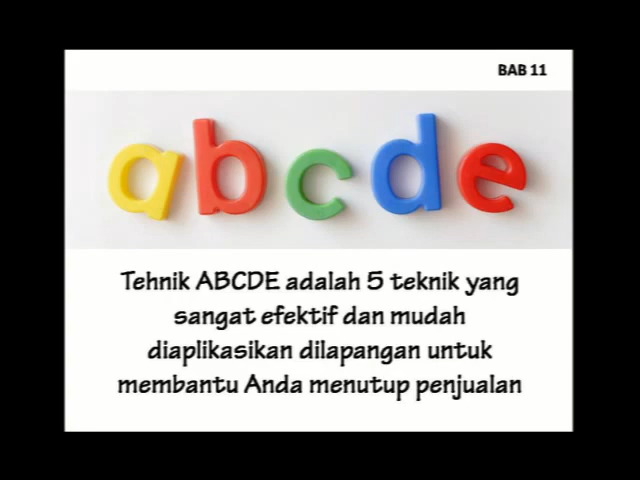 BAB 11
abcde
Tehnik ABCDE adalah 5 teknik yang
sangat efektif dan mudah
diaplikasikan dilapangan untuk
membantu Anda menutup penjualan